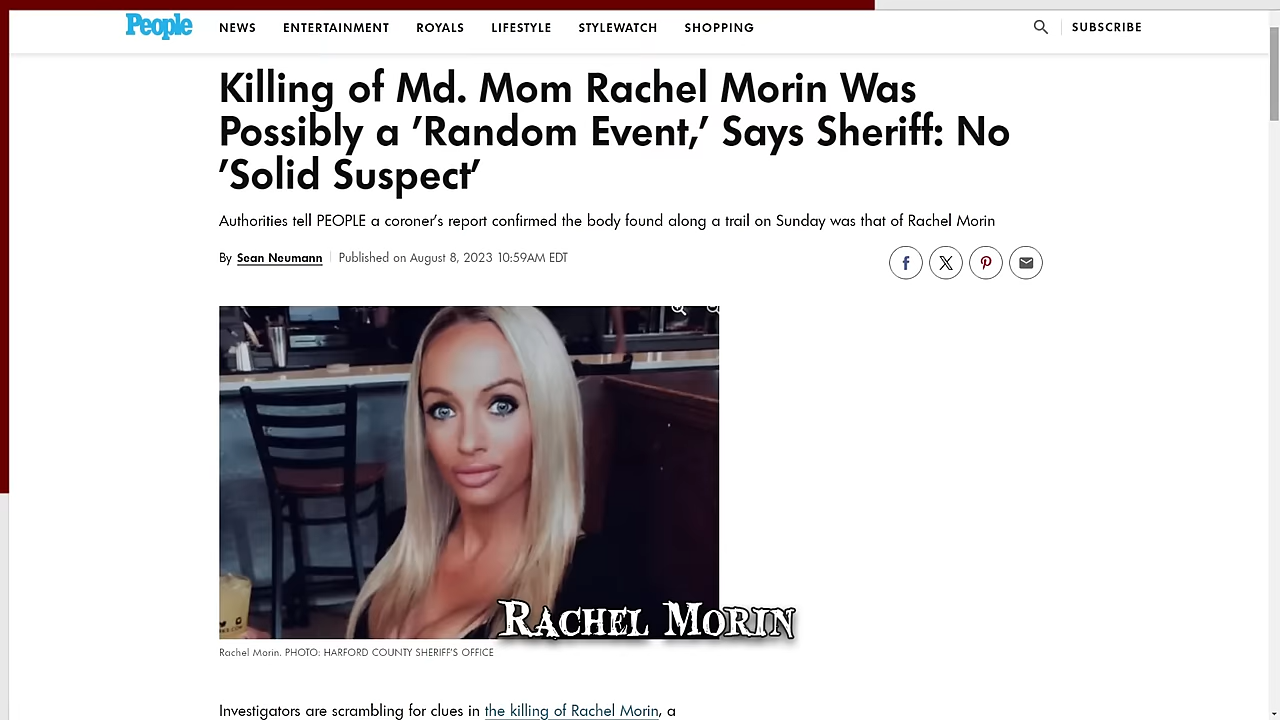 People
NEWS ENTERTAINMENT ROYALS LIFESTYLE STYLEWATCH SHOPPING SUBSCRIBE
Killing of Md. Mom Rachel Morin Was
Possibly a 'Random Event,' Says Sheriff: No
'Solid Suspect'
Authorities tell PEOPLE a coroner's report confirmed the body found along a trail on Sunday was that of Rachel Morin
By Sean Neumann Published on August 8, 2023 10:59AM EDT
RACHEL MORIN
Rachel Morin. PHOTO: HARFORD COUNTY SHERIFF'S OFFICE
Investigators are scrambling for clues in the killing of Rachel Morin, a